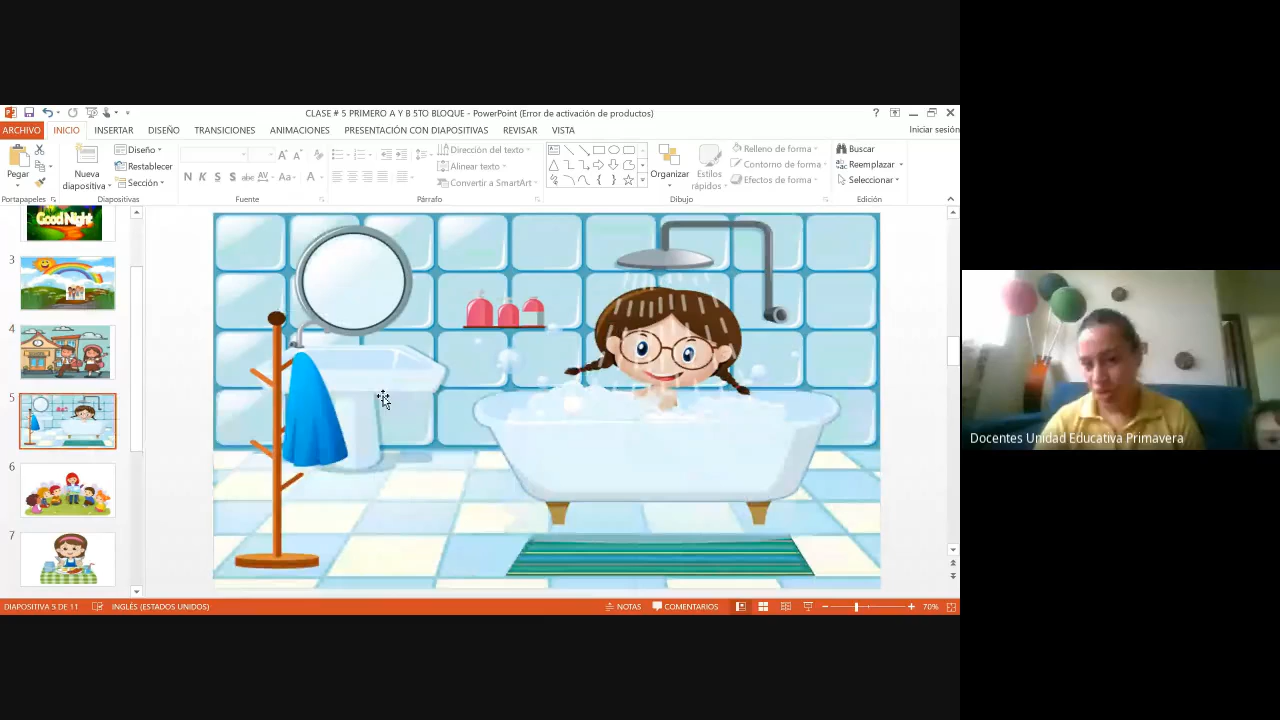 CLASE # 5 PRIMERO A Y B 5TO BLOQUE - PowerPoint (Error de activación de productos)
ARCHIVO INICIO INSERTAR DISEÑO TRANSICIONES ANIMACIONES PRESENTACIÓN CON DIAPOSITIVAS REVISAR VISTA Iniciar sesión
Pegar
Nueva diapositiva
Diseño
Restablecer
Sección
N K S S abc AV Aa A
Dirección del texto
Alinear texto
Convertir a SmartArt
Organizar
Estilos rápidos
Relleno de forma
Contorno de forma
Efectos de forma
Buscar
Reemplazar
Seleccionar
Portapapeles Diapositivas Fuente Párrafo Dibujo Edición
Good Night
3
4
5
6
7
Docentes Unidad Educativa Primavera
DIAPOSITIVA 5 DE 11 INGLÉS (ESTADOS UNIDOS) NOTAS COMENTARIOS 70%